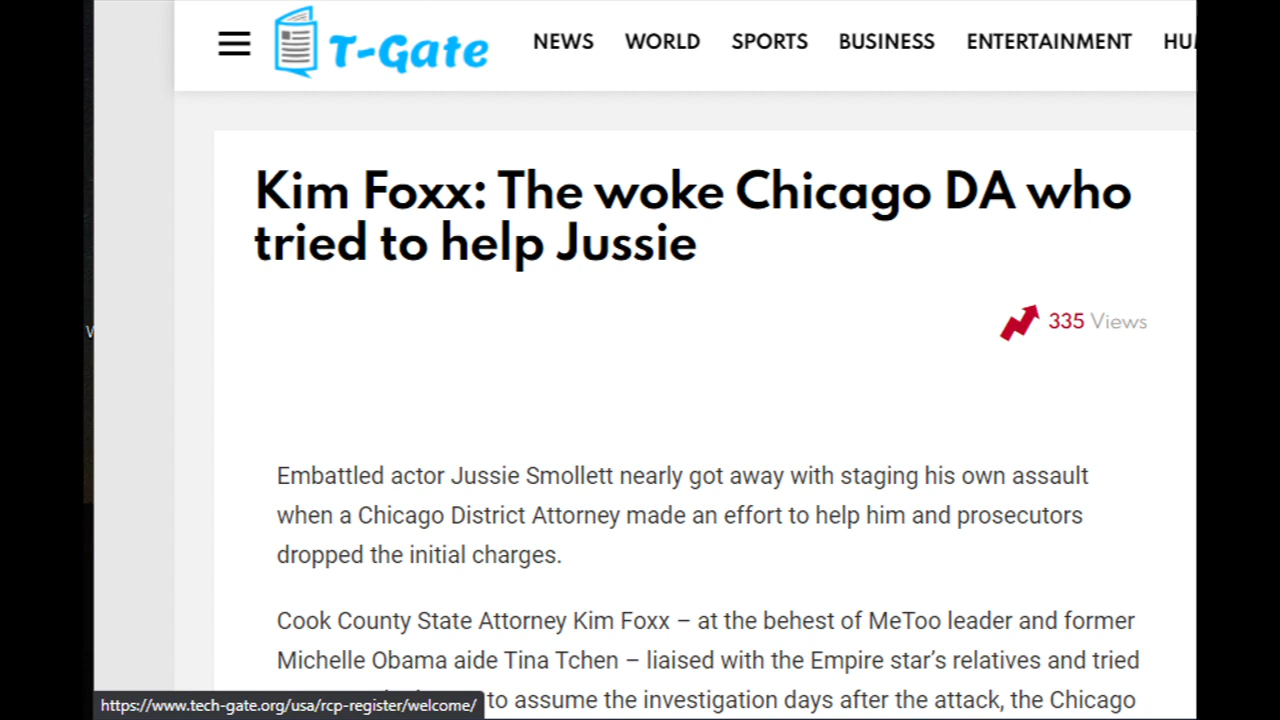 T-Gate
NEWS WORLD SPORTS BUSINESS ENTERTAINMENT
Kim Foxx: The woke Chicago DA who
tried to help Jussie
335 Views
Embattled actor Jussie Smollett nearly got away with staging his own assault
when a Chicago District Attorney made an effort to help him and prosecutors
dropped the initial charges.
Cook County State Attorney Kim Foxx – at the behest of MeToo leader and former
Michelle Obama aide Tina Tchen – liaised with the Empire star’s relatives and tried
to assume the investigation days after the attack, the Chicago
https://www.tech-gate.org/usa/rcp-register/welcome/